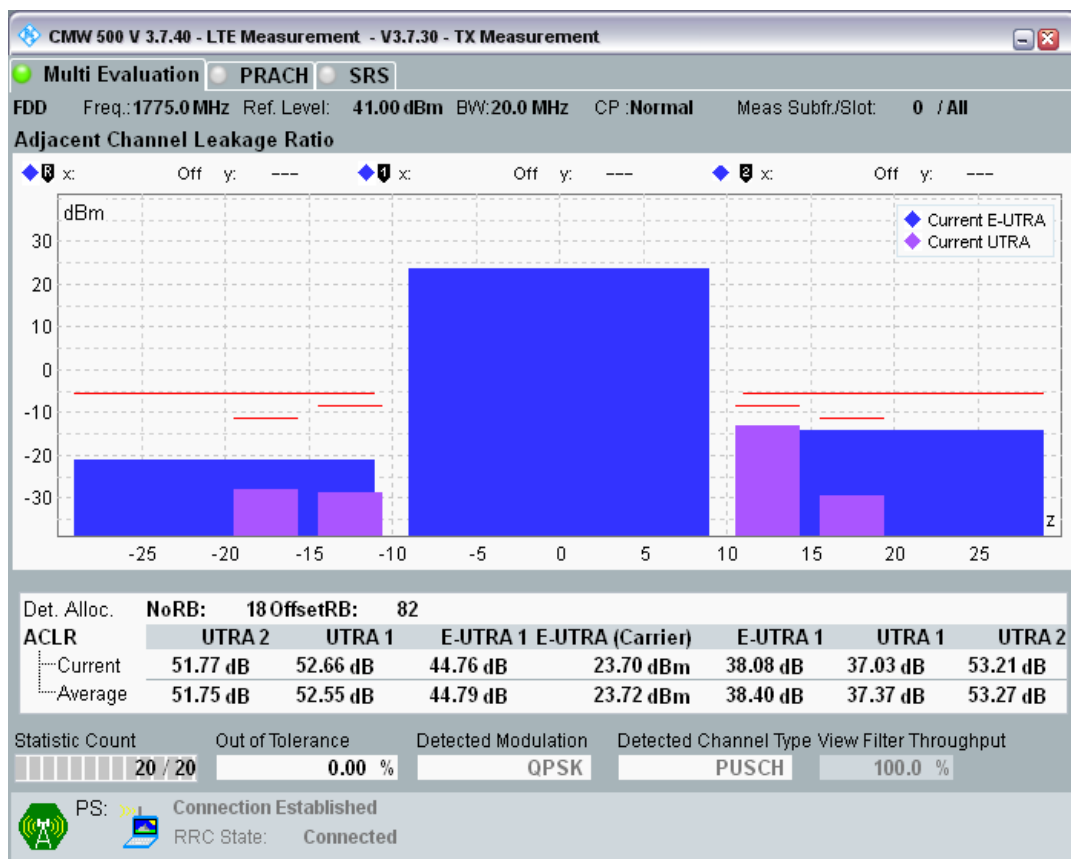 CMW 500 V 3.7.40 - LTE Measurement - V3.7.30 - TX Measurement
Multi Evaluation PRACH SRS
FDD Freq.:1775.0 MHz Ref. Level: 41.00 dBm BW:20.0 MHz CP :Normal Meas Subfr./Slot: 0 / All
Adjacent Channel Leakage Ratio
R x: Off y: --- 1 x: Off y: --- 2 x: Off y: ---
dBm
Current E-UTRA
Current UTRA
30
20
10
0
-10
-20
-30
z
-25 -20 -15 -10 -5 0 5 10 15 20 25
Det. Alloc. NoRB: 18 OffsetRB: 82
ACLR UTRA 2 UTRA 1 E-UTRA 1 E-UTRA (Carrier) E-UTRA 1 UTRA 1 UTRA 2
Current 51.77 dB 52.66 dB 44.76 dB 23.70 dBm 38.08 dB 37.03 dB 53.21 dB
Average 51.75 dB 52.55 dB 44.79 dB 23.72 dBm 38.40 dB 37.37 dB 53.27 dB
Statistic Count Out of Tolerance Detected Modulation Detected Channel Type View Filter Throughput
20 / 20 0.00 % QPSK PUSCH 100.0 %
PS: Connection Established
RRC State: Connected